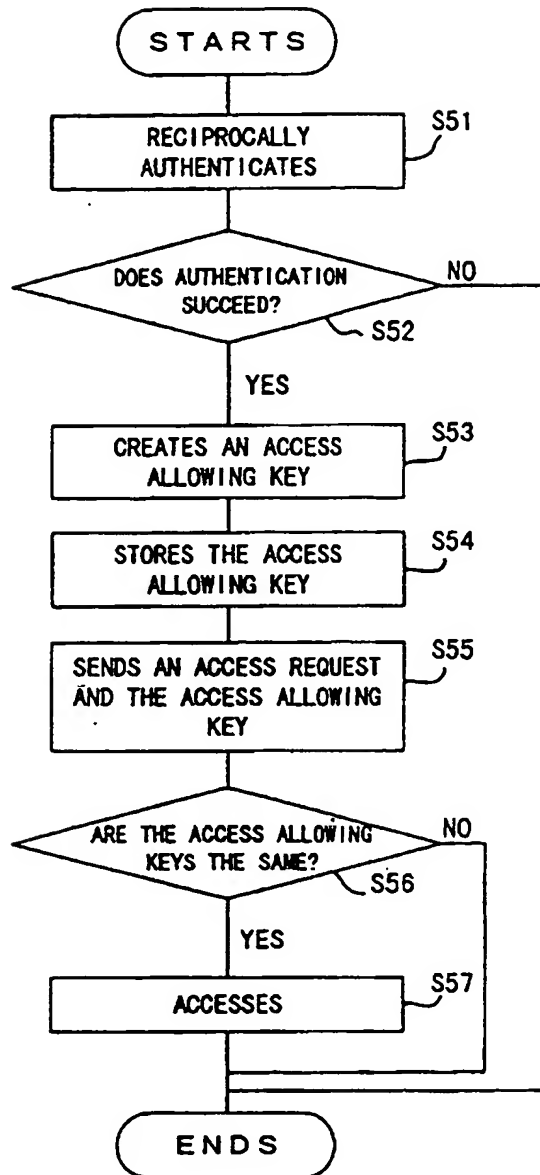 STARTS
RECIPROCALLY
AUTHENTICATES
S51
DOES AUTHENTICATION
SUCCEED?
NO
S52
YES
CREATES AN ACCESS
ALLOWING KEY
S53
STORES THE ACCESS
ALLOWING KEY
S54
SENDS AN ACCESS REQUEST
AND THE ACCESS ALLOWING
KEY
S55
ARE THE ACCESS ALLOWING
KEYS THE SAME?
NO
S56
YES
ACCESSES
S57
ENDS